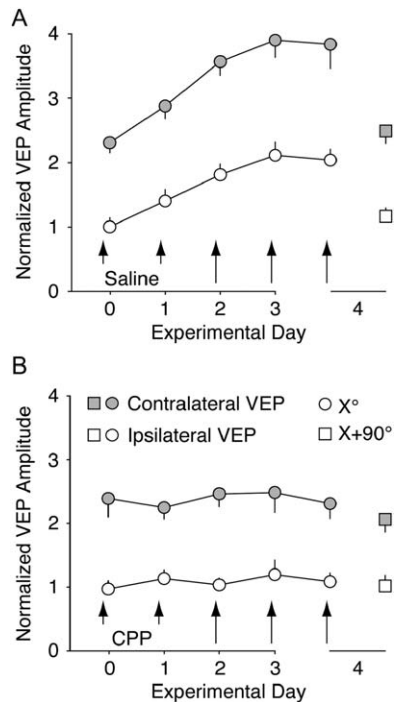 A
Normalized VEP Amplitude
4
3
2
1
0
Saline
0 1 2 3 4
Experimental Day
B
Normalized VEP Amplitude
4
3
2
1
0
Contralateral VEP X°
Ipsilateral VEP X+90°
CPP
0 1 2 3 4
Experimental Day